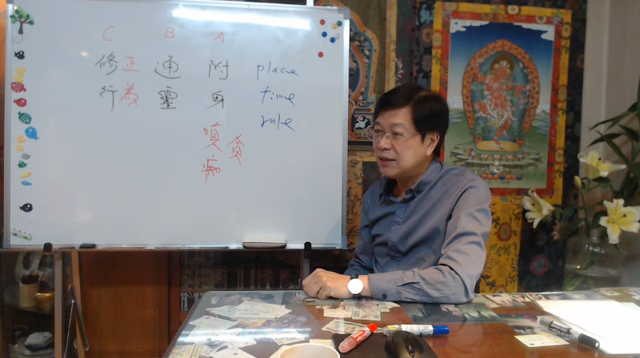 C B A
修正 通 附 place
行為 靈 身 time
rule
嗔 貪
痴